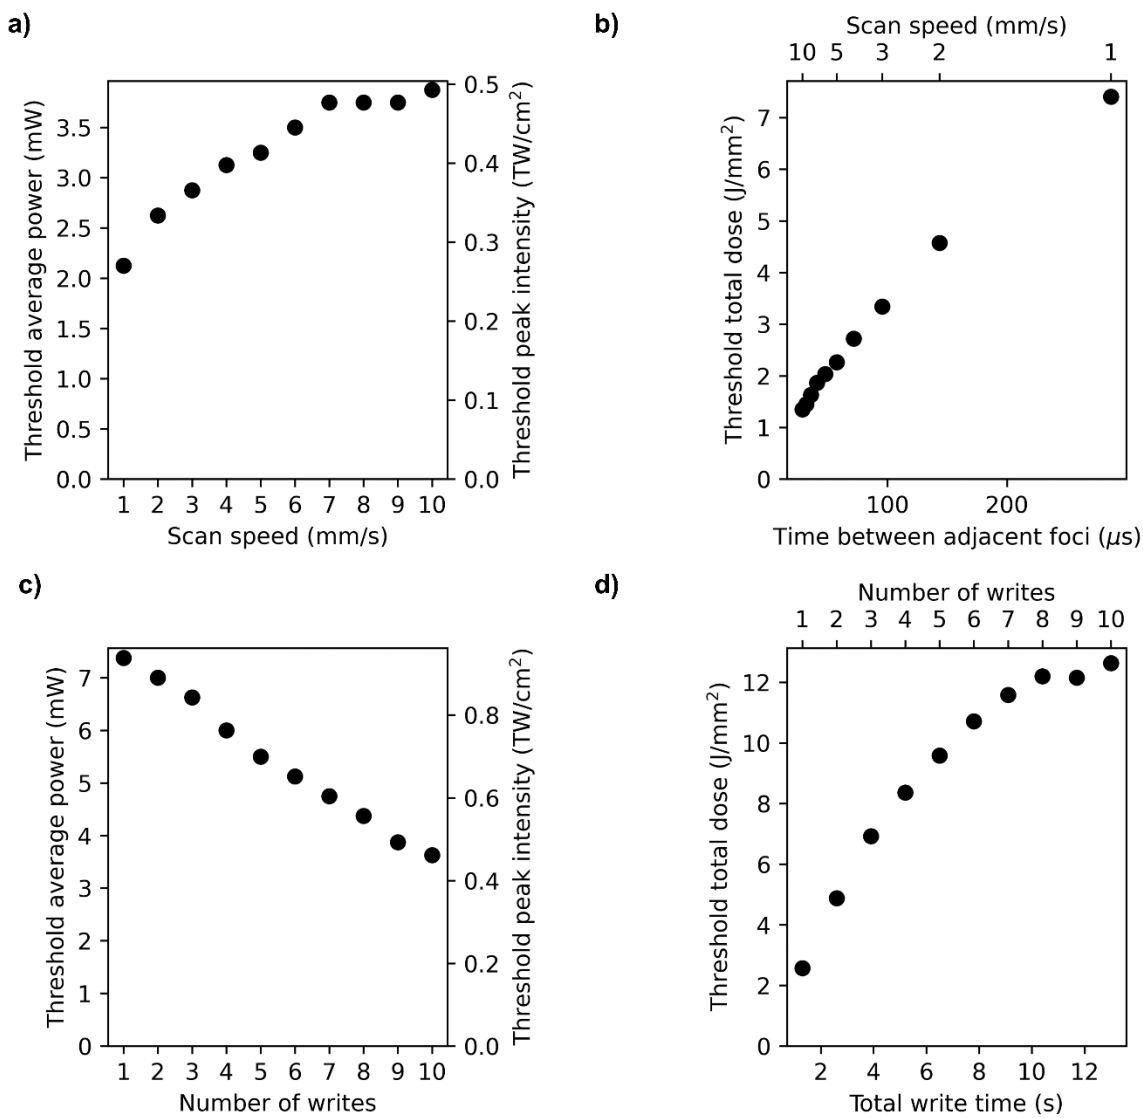 a)
Threshold average power (mW)
0.0
0.5
1.0
1.5
2.0
2.5
3.0
3.5
1 2 3 4 5 6 7 8 9 10
Scan speed (mm/s)
0.0
0.1
0.2
0.3
0.4
0.5
Threshold peak intensity (TW/cm²)
b)
Scan speed (mm/s)
10 5 3 2 1
Threshold total dose (J/mm²)
0
1
2
3
4
5
6
7
100 200
Time between adjacent foci (μs)
c)
Threshold average power (mW)
0
1
2
3
4
5
6
7
1 2 3 4 5 6 7 8 9 10
Number of writes
0.0
0.2
0.4
0.6
0.8
Threshold peak intensity (TW/cm²)
d)
Number of writes
1 2 3 4 5 6 7 8 9 10
Threshold total dose (J/mm²)
0
2
4
6
8
10
12
2 4 6 8 10 12
Total write time (s)